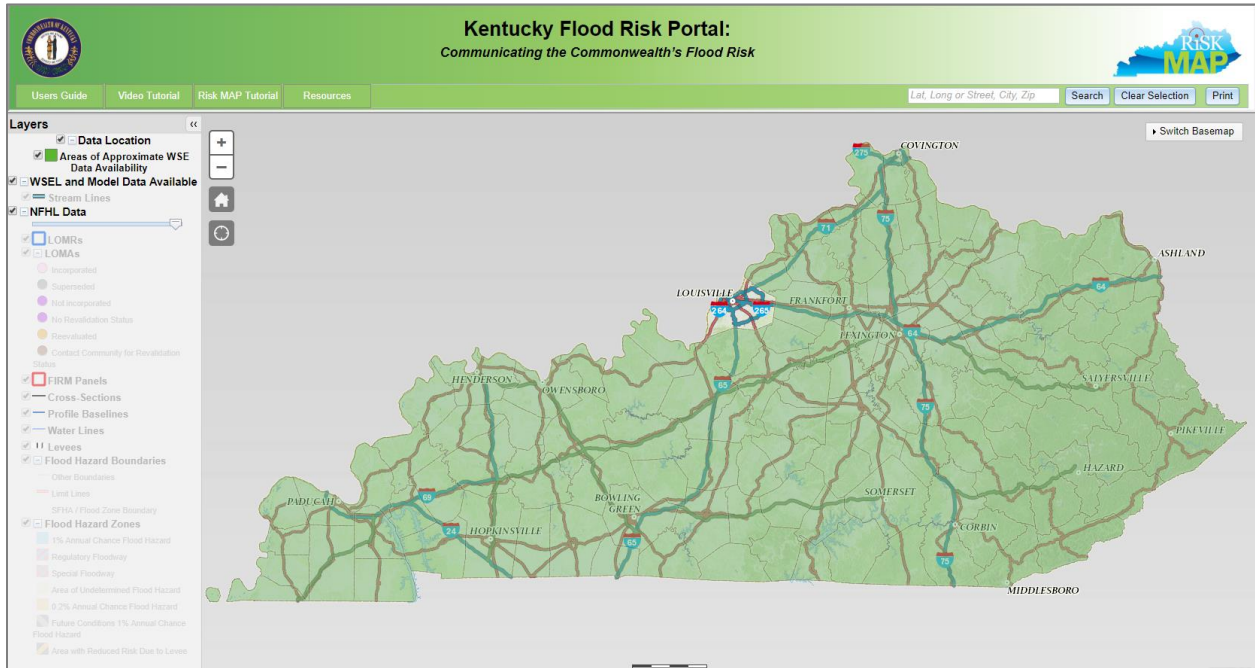 Kentucky Flood Risk Portal:
Communicating the Commonwealth's Flood Risk
RiSK
MAP
Users Guide
Video Tutorial
Risk MAP Tutorial
Resources
Lat, Long or Street, City, Zip
Search
Clear Selection
Print
Layers
«
Data Location
Areas of Approximate WSE
Data Availability
WSEL and Model Data Available
Stream Lines
NFHL Data
LOMRs
LOMAs
Incorporated
Superseded
Not Incorporated
No Revalidation Status
Reevaluated
Contact Community for Revalidation
Status
FIRM Panels
Cross-Sections
Profile Baselines
Water Lines
Levees
Flood Hazard Boundaries
Other Boundaries
Limit Lines
SFHA / Flood Zone Boundary
Flood Hazard Zones
1% Annual Chance Flood Hazard
Regulatory Floodway
Special Floodway
Area of Undetermined Flood Hazard
0.2% Annual Chance Flood Hazard
Future Conditions 1% Annual Chance
Flood Hazard
Area with Reduced Risk Due to Levee
+
−
Switch Basemap
275
COVINGTON
75
71
ASHLAND
64
LOUISVILLE
264
265
FRANKFORT
LEXINGTON
64
HENDERSON
OWENSBORO
65
SALYERSVILLE
75
PIKEVILLE
HAZARD
PADUCAH
69
24
HOPKINSVILLE
BOWLING
GREEN
65
SOMERSET
CORBIN
75
MIDDLESBORO